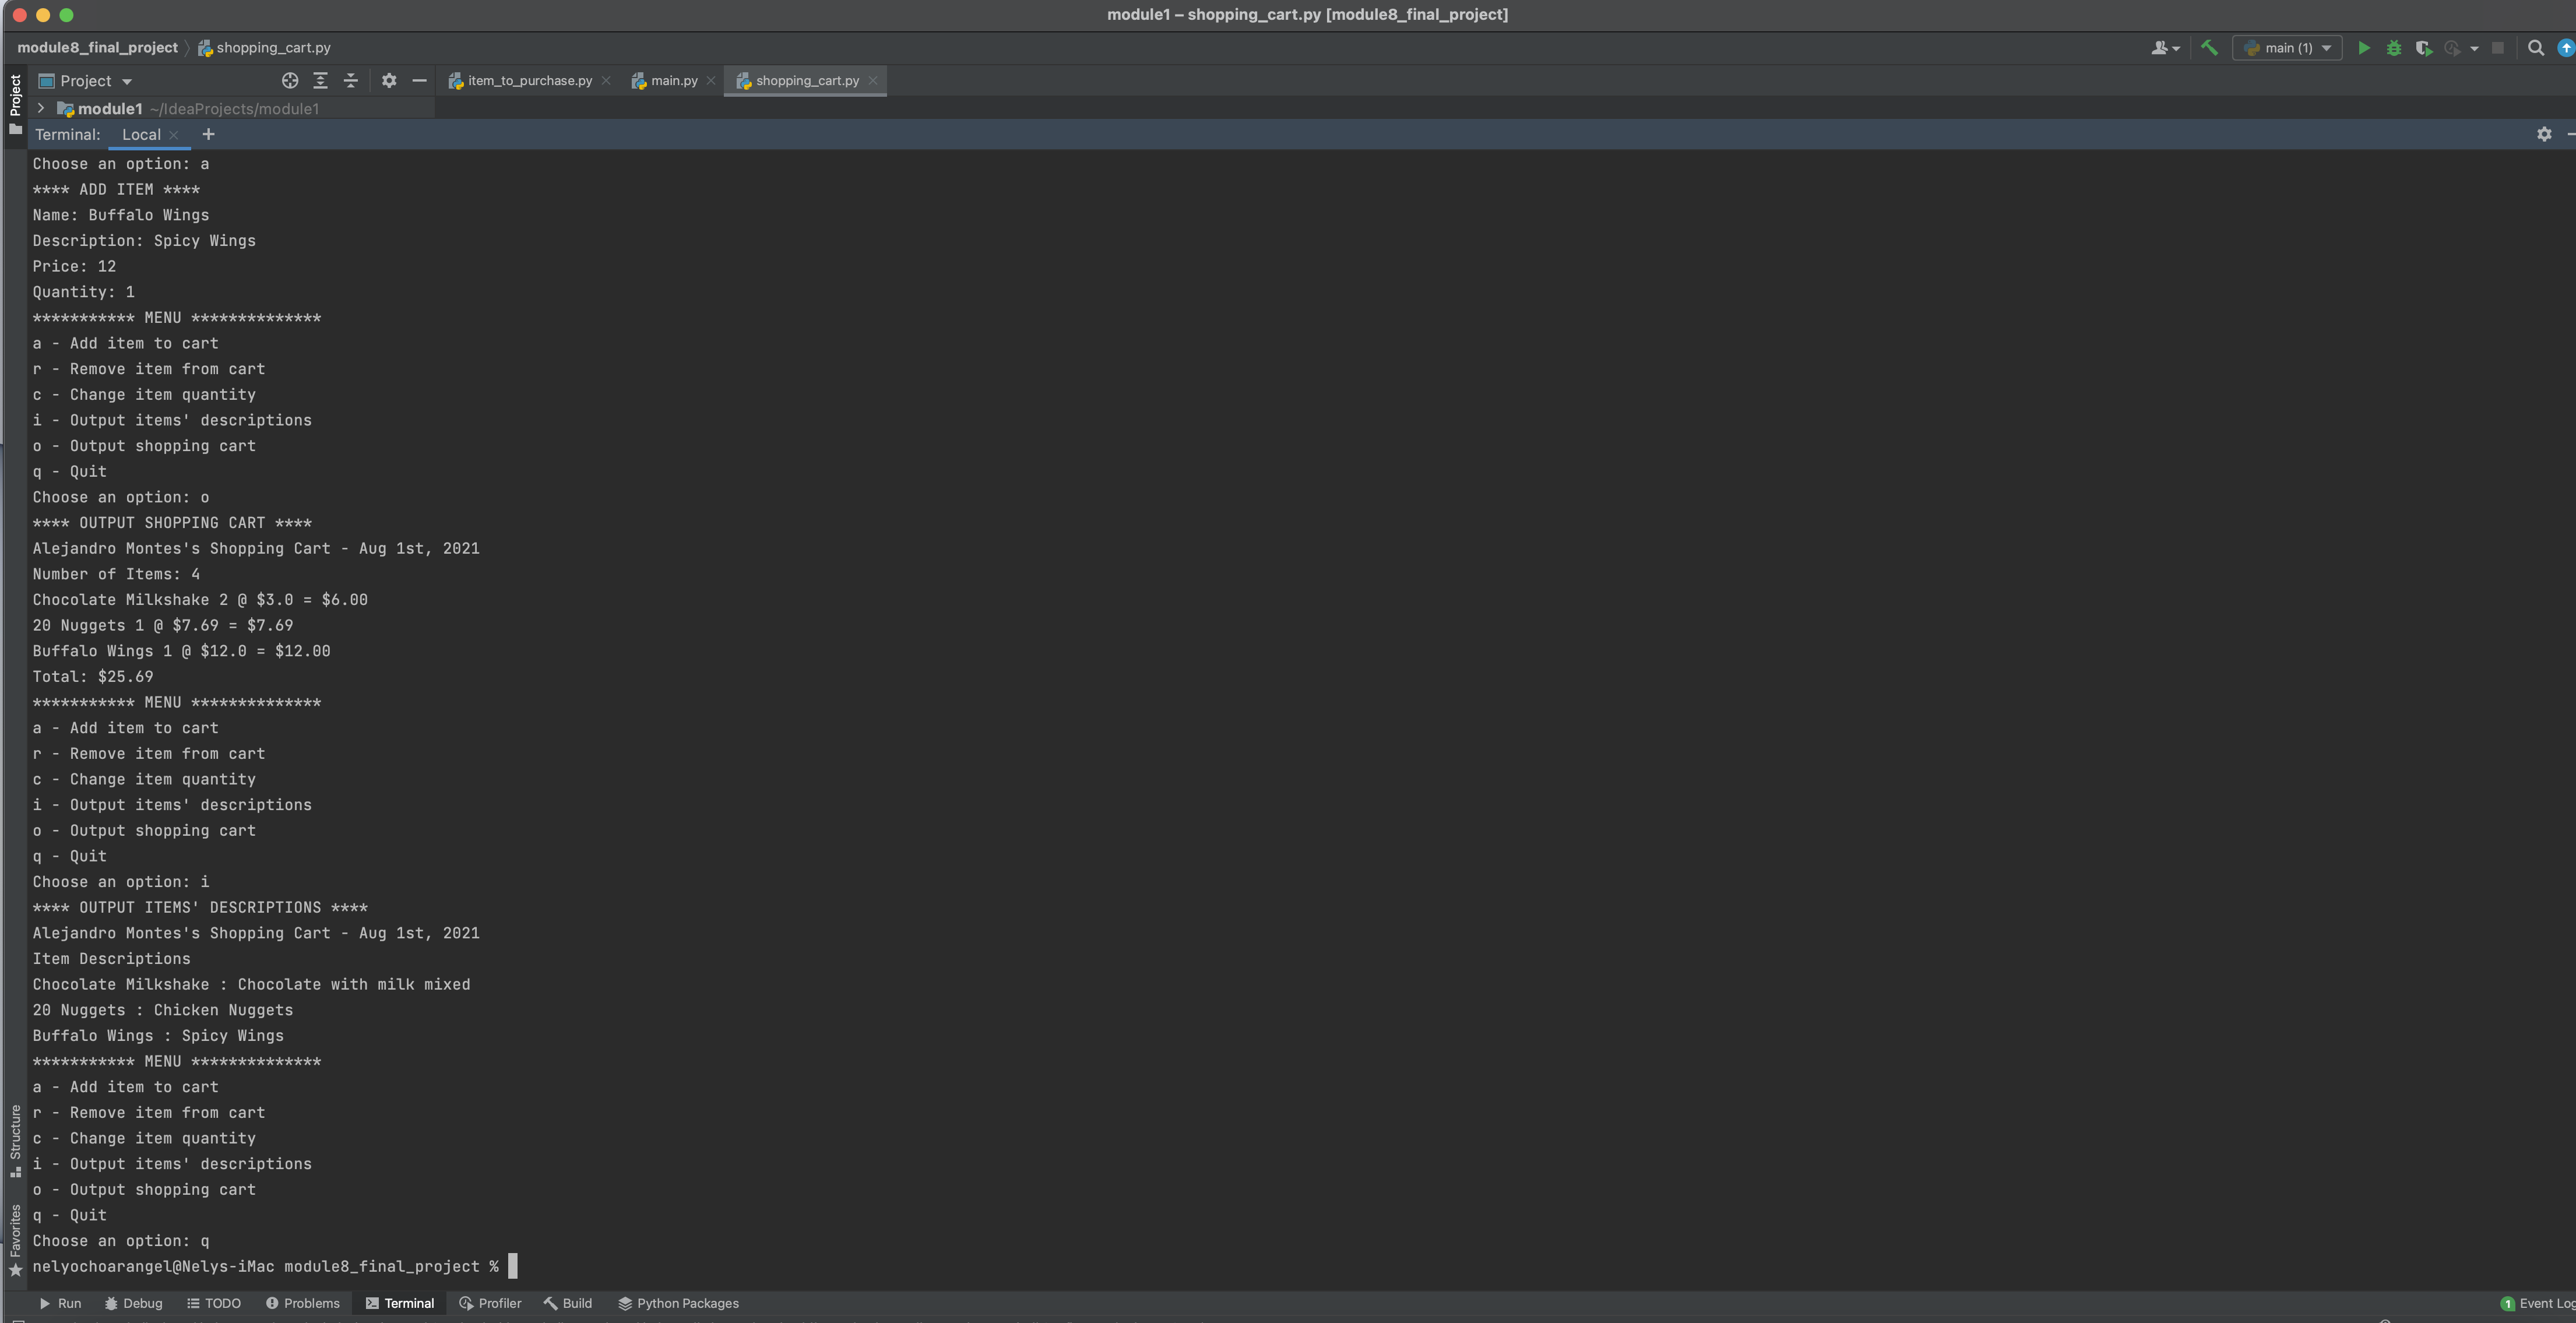 module1 – shopping_cart.py [module8_final_project]
module8_final_project 〉 shopping_cart.py
main (1)
Project
Project
item_to_purchase.py
main.py
shopping_cart.py
module1 ~/IdeaProjects/module1
Terminal: Local +
Choose an option: a
**** ADD ITEM ****
Name: Buffalo Wings
Description: Spicy Wings
Price: 12
Quantity: 1
*********** MENU **************
a - Add item to cart
r - Remove item from cart
c - Change item quantity
i - Output items' descriptions
o - Output shopping cart
q - Quit
Choose an option: o
**** OUTPUT SHOPPING CART ****
Alejandro Montes's Shopping Cart - Aug 1st, 2021
Number of Items: 4
Chocolate Milkshake 2 @ $3.0 = $6.00
20 Nuggets 1 @ $7.69 = $7.69
Buffalo Wings 1 @ $12.0 = $12.00
Total: $25.69
*********** MENU **************
a - Add item to cart
r - Remove item from cart
c - Change item quantity
i - Output items' descriptions
o - Output shopping cart
q - Quit
Choose an option: i
**** OUTPUT ITEMS' DESCRIPTIONS ****
Alejandro Montes's Shopping Cart - Aug 1st, 2021
Item Descriptions
Chocolate Milkshake : Chocolate with milk mixed
20 Nuggets : Chicken Nuggets
Buffalo Wings : Spicy Wings
*********** MENU **************
a - Add item to cart
r - Remove item from cart
c - Change item quantity
i - Output items' descriptions
o - Output shopping cart
q - Quit
Choose an option: q
nelyochoarangel@Nelys-iMac module8_final_project %
Structure
Favorites
Run Debug TODO Problems Terminal Profiler Build Python Packages
1 Event Log